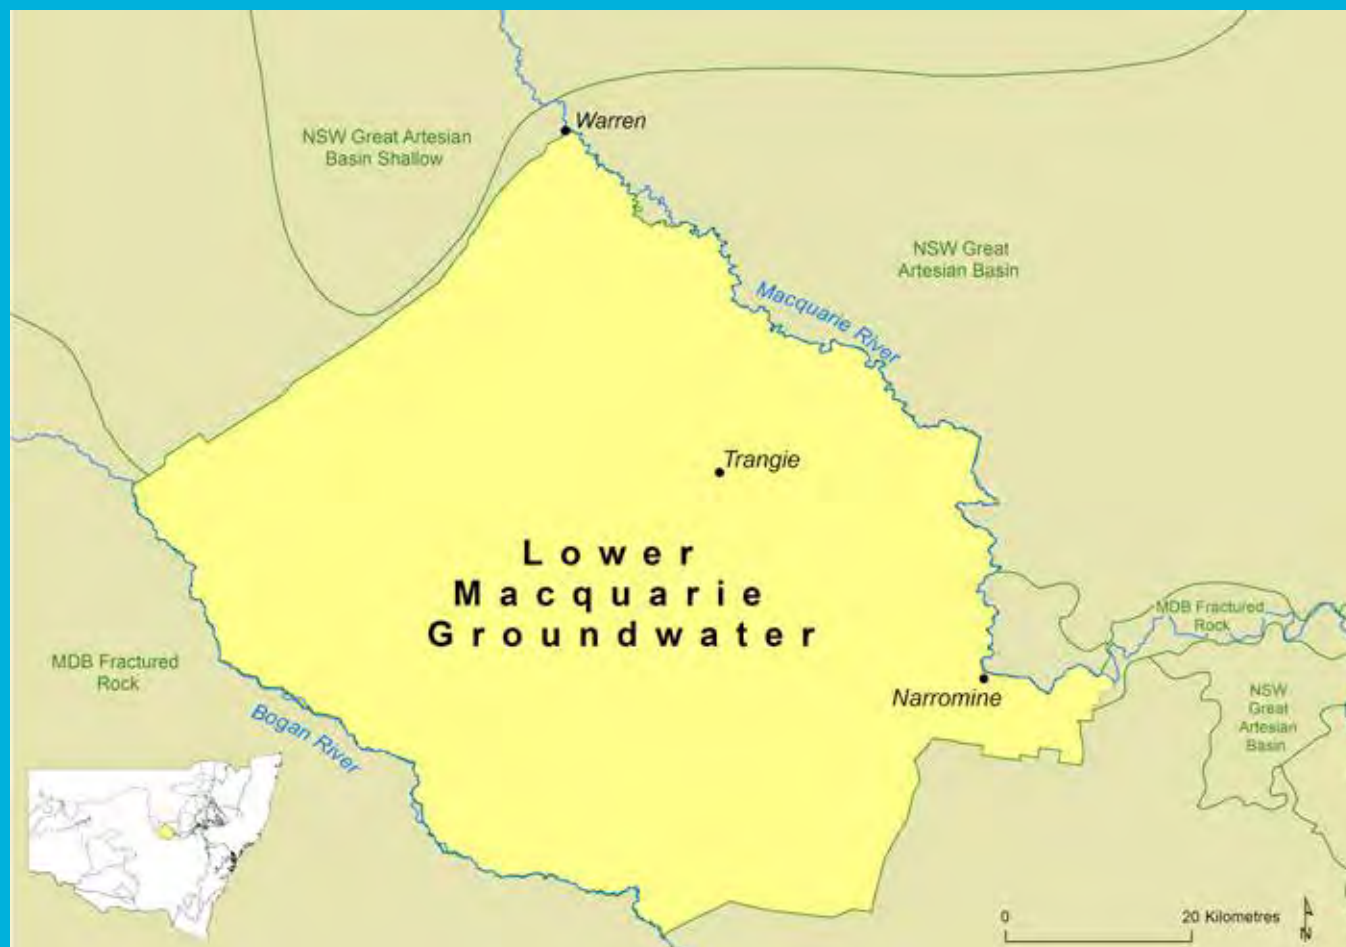 Warren
NSW Great Artesian
Basin Shallow
NSW Great
Artesian Basin
Macquarie River
Trangie
Lower
Macquarie
Groundwater
MDB Fractured
Rock
MDB Fractured
Rock
Narromine
NSW
Great
Artesian
Basin
Bogan River
0 20 Kilometres
N